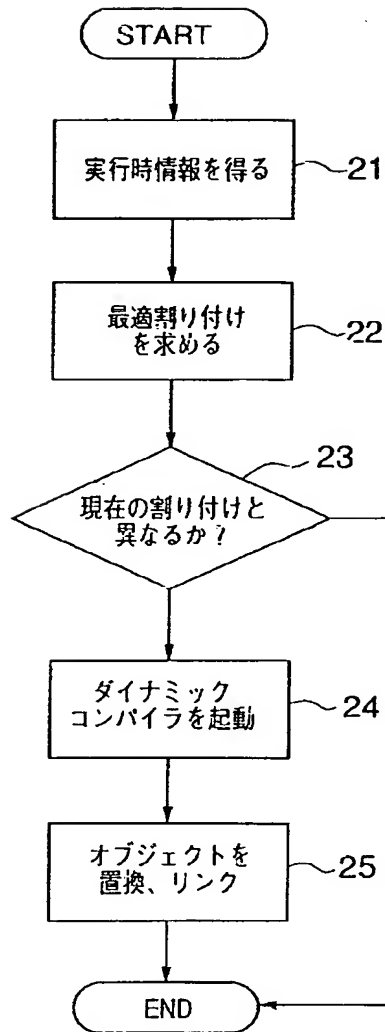 START
実行時情報を得る
21
最適割り付け
を求める
22
23
現在の割り付けと
異なるか？
ダイナミック
コンパイラを起動
24
オブジェクトを
置換、リンク
25
END